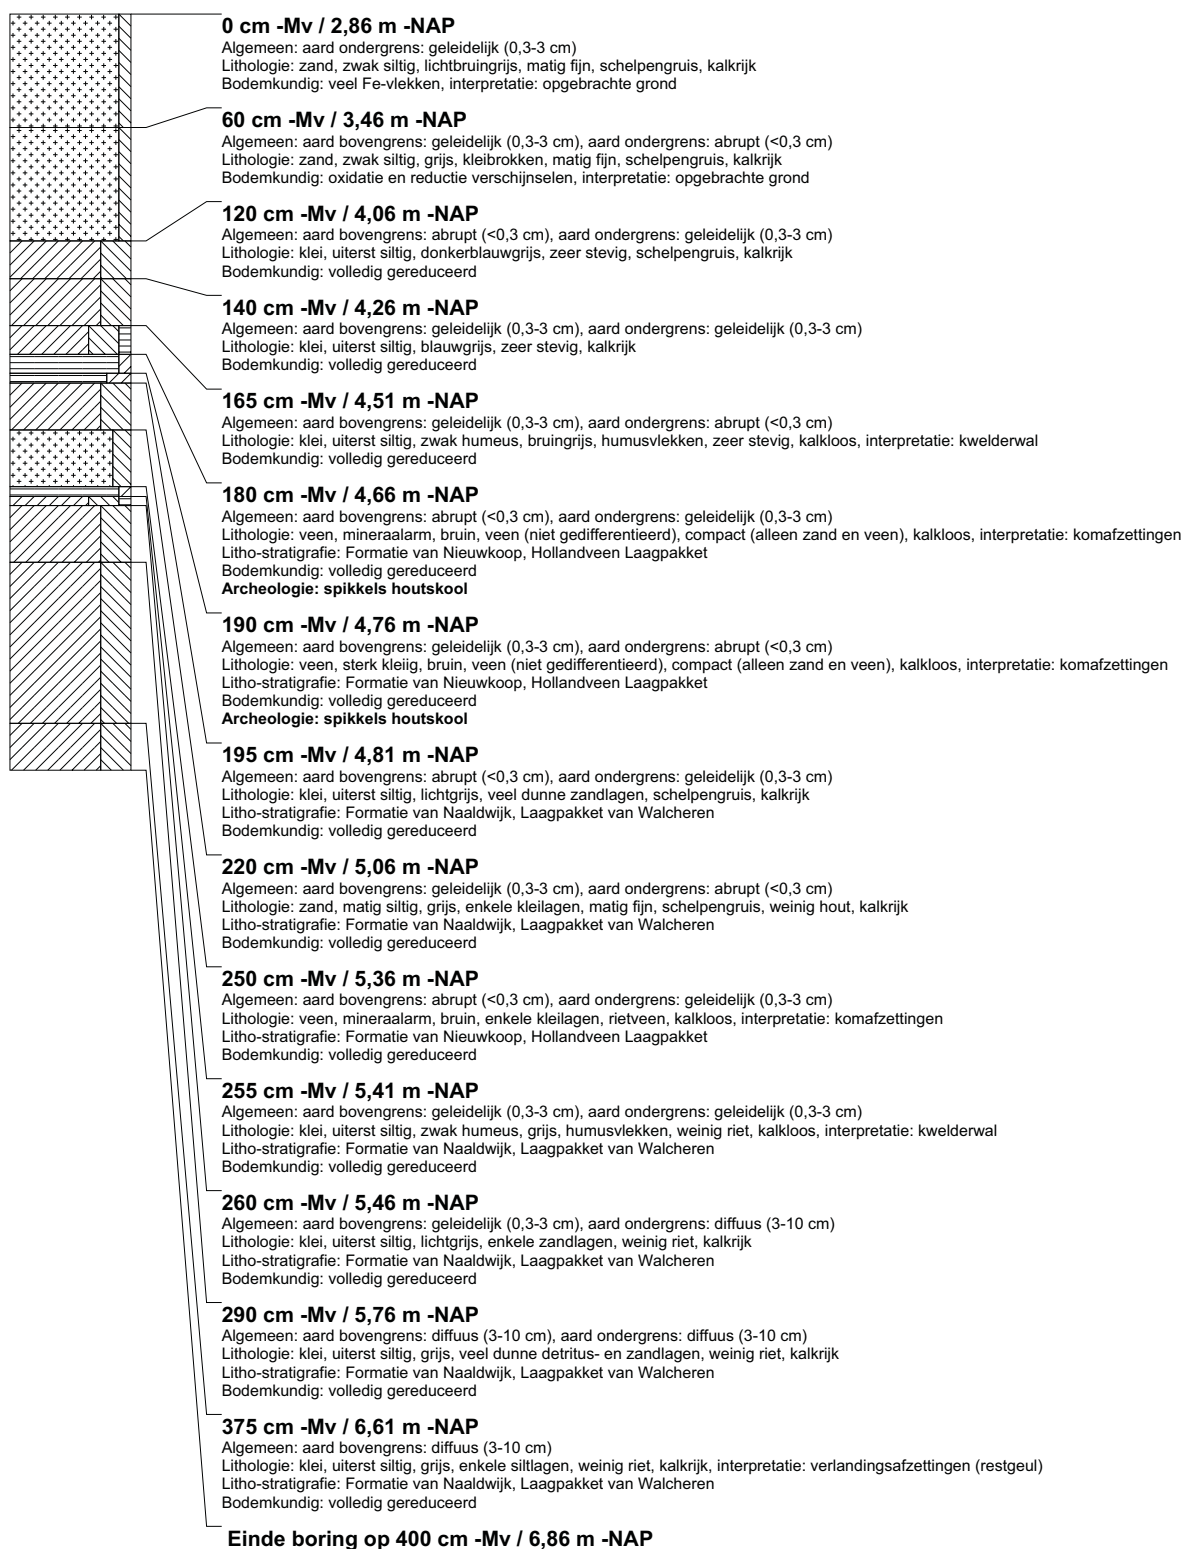 0 cm -Mv / 2,86 m -NAP
Algemeen: aard ondergrens: geleidelijk (0,3-3 cm)
Lithologie: zand, zwak siltig, lichtbruingrijs, matig fijn, schelpengruis, kalkrijk
Bodemkundig: veel Fe-vlekken, interpretatie: opgebrachte grond
60 cm -Mv / 3,46 m -NAP
Algemeen: aard bovengrens: geleidelijk (0,3-3 cm), aard ondergrens: abrupt (<0,3 cm)
Lithologie: zand, zwak siltig, grijs, kleibrokken, matig fijn, schelpengruis, kalkrijk
Bodemkundig: oxidatie en reductie verschijnselen, interpretatie: opgebrachte grond
120 cm -Mv / 4,06 m -NAP
Algemeen: aard bovengrens: abrupt (<0,3 cm), aard ondergrens: geleidelijk (0,3-3 cm)
Lithologie: klei, uiterst siltig, donkerblauwgrijs, zeer stevig, schelpengruis, kalkrijk
Bodemkundig: volledig gereduceerd
140 cm -Mv / 4,26 m -NAP
Algemeen: aard bovengrens: geleidelijk (0,3-3 cm), aard ondergrens: geleidelijk (0,3-3 cm)
Lithologie: klei, uiterst siltig, blauwgrijs, zeer stevig, kalkrijk
Bodemkundig: volledig gereduceerd
165 cm -Mv / 4,51 m -NAP
Algemeen: aard bovengrens: geleidelijk (0,3-3 cm), aard ondergrens: abrupt (<0,3 cm)
Lithologie: klei, uiterst siltig, zwak humeus, bruingrijs, humusvlekken, zeer stevig, kalkloos, interpretatie: kwelderwal
Bodemkundig: volledig gereduceerd
180 cm -Mv / 4,66 m -NAP
Algemeen: aard bovengrens: abrupt (<0,3 cm), aard ondergrens: geleidelijk (0,3-3 cm)
Lithologie: veen, mineraalarm, bruin, veen (niet gedifferentieerd), compact (alleen zand en veen), kalkloos, interpretatie: komafzettingen
Litho-stratigrafie: Formatie van Nieuwkoop, Hollandveen Laagpakket
Bodemkundig: volledig gereduceerd
Archeologie: spikkels houtskool
190 cm -Mv / 4,76 m -NAP
Algemeen: aard bovengrens: geleidelijk (0,3-3 cm), aard ondergrens: abrupt (<0,3 cm)
Lithologie: veen, sterk kleiig, bruin, veen (niet gedifferentieerd), compact (alleen zand en veen), kalkloos, interpretatie: komafzettingen
Litho-stratigrafie: Formatie van Nieuwkoop, Hollandveen Laagpakket
Bodemkundig: volledig gereduceerd
Archeologie: spikkels houtskool
195 cm -Mv / 4,81 m -NAP
Algemeen: aard bovengrens: abrupt (<0,3 cm), aard ondergrens: geleidelijk (0,3-3 cm)
Lithologie: klei, uiterst siltig, lichtgrijs, veel dunne zandlagen, schelpengruis, kalkrijk
Litho-stratigrafie: Formatie van Naaldwijk, Laagpakket van Walcheren
Bodemkundig: volledig gereduceerd
220 cm -Mv / 5,06 m -NAP
Algemeen: aard bovengrens: geleidelijk (0,3-3 cm), aard ondergrens: abrupt (<0,3 cm)
Lithologie: zand, matig siltig, grijs, enkele kleilagen, matig fijn, schelpengruis, weinig hout, kalkrijk
Litho-stratigrafie: Formatie van Naaldwijk, Laagpakket van Walcheren
Bodemkundig: volledig gereduceerd
250 cm -Mv / 5,36 m -NAP
Algemeen: aard bovengrens: abrupt (<0,3 cm), aard ondergrens: geleidelijk (0,3-3 cm)
Lithologie: veen, mineraalarm, bruin, enkele kleilagen, rietveen, kalkloos, interpretatie: komafzettingen
Litho-stratigrafie: Formatie van Nieuwkoop, Hollandveen Laagpakket
Bodemkundig: volledig gereduceerd
255 cm -Mv / 5,41 m -NAP
Algemeen: aard bovengrens: geleidelijk (0,3-3 cm), aard ondergrens: geleidelijk (0,3-3 cm)
Lithologie: klei, uiterst siltig, zwak humeus, grijs, humusvlekken, weinig riet, kalkloos, interpretatie: kwelderwal
Litho-stratigrafie: Formatie van Naaldwijk, Laagpakket van Walcheren
Bodemkundig: volledig gereduceerd
260 cm -Mv / 5,46 m -NAP
Algemeen: aard bovengrens: geleidelijk (0,3-3 cm), aard ondergrens: diffuus (3-10 cm)
Lithologie: klei, uiterst siltig, lichtgrijs, enkele zandlagen, weinig riet, kalkrijk
Litho-stratigrafie: Formatie van Naaldwijk, Laagpakket van Walcheren
Bodemkundig: volledig gereduceerd
290 cm -Mv / 5,76 m -NAP
Algemeen: aard bovengrens: diffuus (3-10 cm), aard ondergrens: diffuus (3-10 cm)
Lithologie: klei, uiterst siltig, grijs, veel dunne detritus- en zandlagen, weinig riet, kalkrijk
Litho-stratigrafie: Formatie van Naaldwijk, Laagpakket van Walcheren
Bodemkundig: volledig gereduceerd
375 cm -Mv / 6,61 m -NAP
Algemeen: aard bovengrens: diffuus (3-10 cm)
Lithologie: klei, uiterst siltig, grijs, enkele siltlagen, weinig riet, kalkrijk, interpretatie: verlandingsafzettingen (restgeul)
Litho-stratigrafie: Formatie van Naaldwijk, Laagpakket van Walcheren
Bodemkundig: volledig gereduceerd
Einde boring op 400 cm -Mv / 6,86 m -NAP